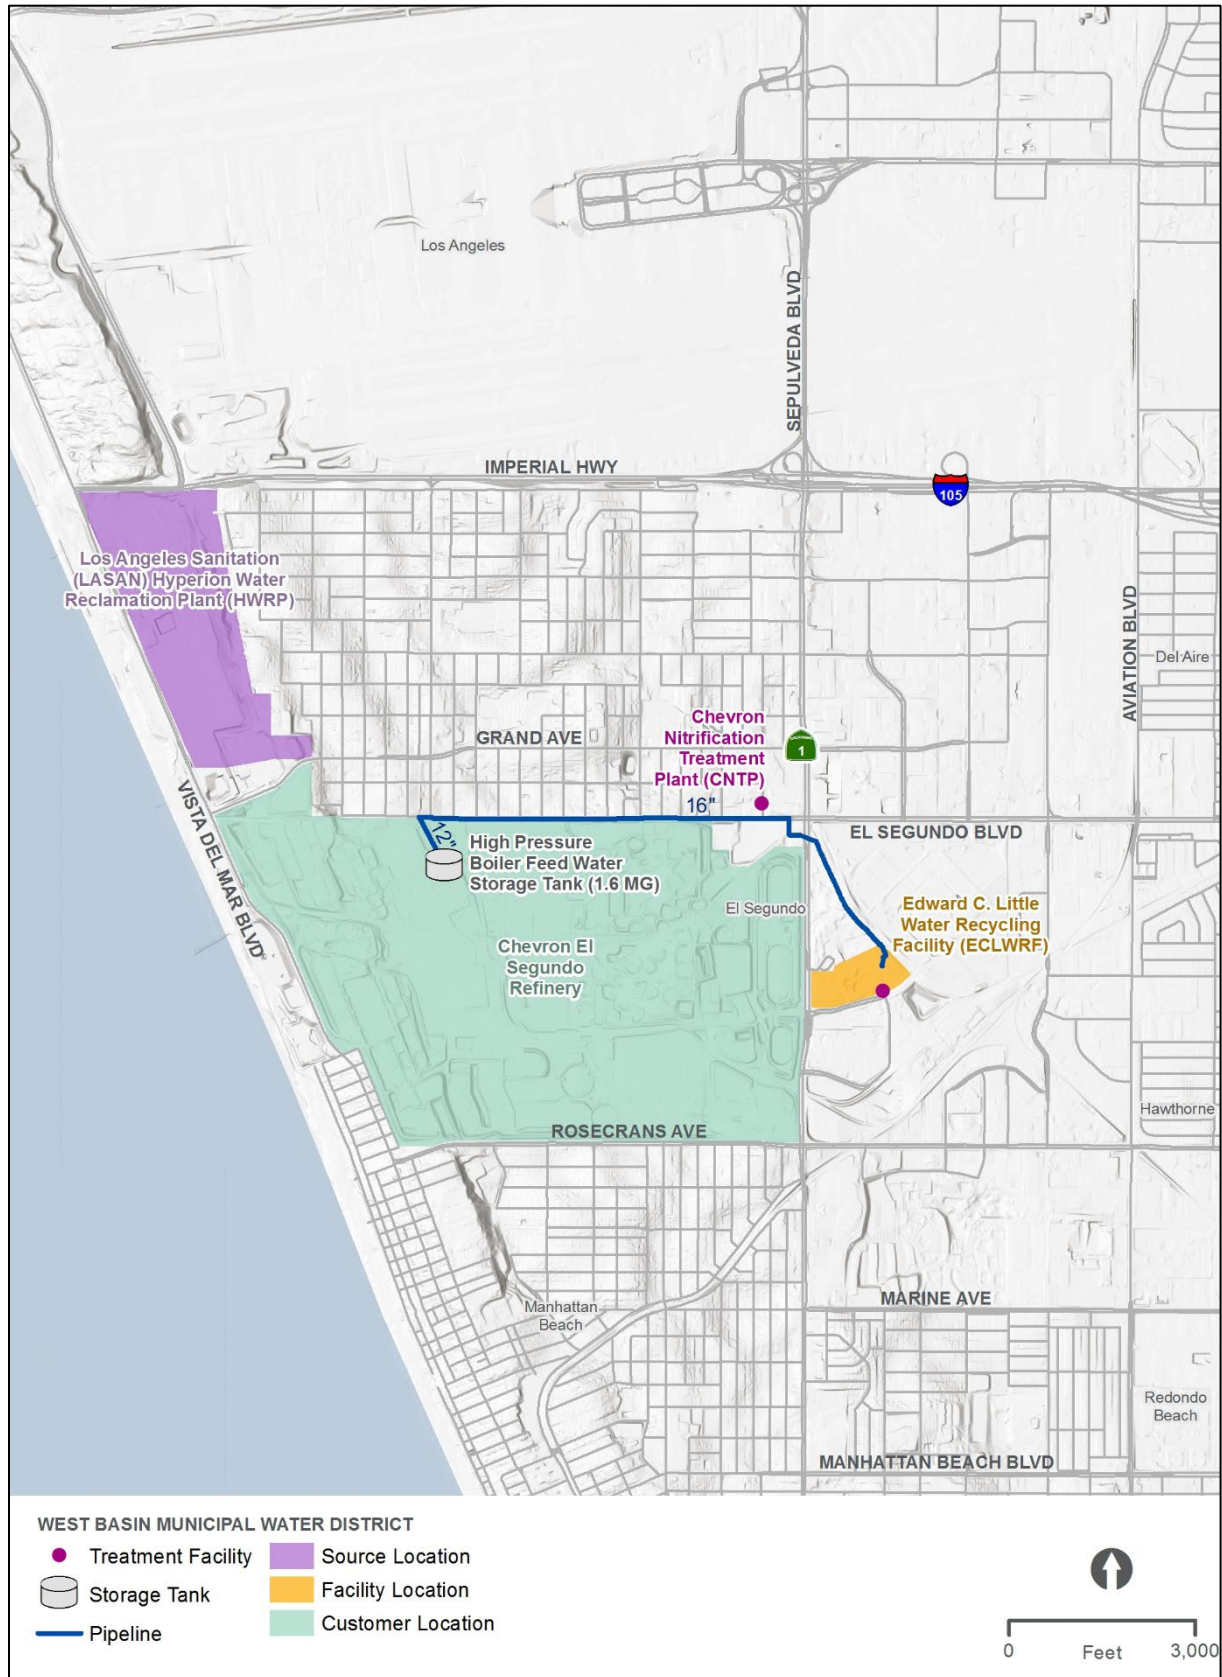 Los Angeles
SEPULVEDA BLVD
IMPERIAL HWY
105
Los Angeles Sanitation
(LASAN) Hyperion Water
Reclamation Plant (HWRP)
AVIATION BLVD
Del Aire
Chevron
Nitrification
Treatment
Plant (CNTP)
GRAND AVE
1
16"
VISTA DEL MAR BLVD
12"
EL SEGUNDO BLVD
High Pressure
Boiler Feed Water
Storage Tank (1.6 MG)
El Segundo
Edward C. Little
Water Recycling
Facility (ECLWRF)
Chevron El
Segundo
Refinery
Hawthorne
ROSECRANS AVE
MARINE AVE
Manhattan
Beach
Redondo
Beach
MANHATTAN BEACH BLVD
WEST BASIN MUNICIPAL WATER DISTRICT
Treatment Facility
Storage Tank
Pipeline
Source Location
Facility Location
Customer Location
0 Feet 3,000